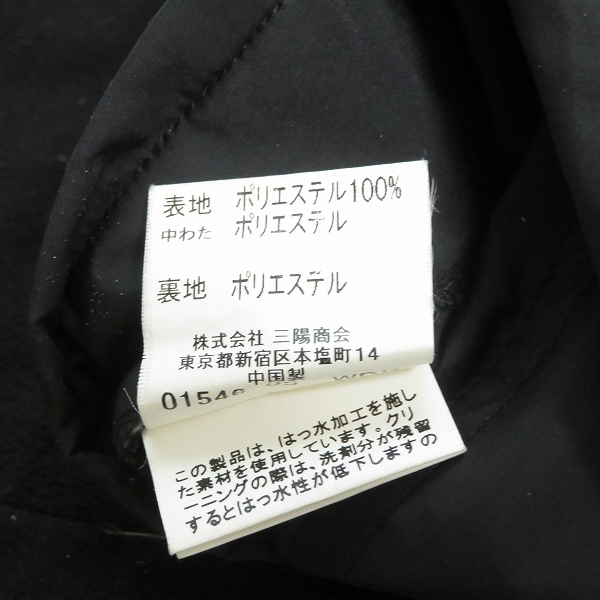 表地 ポリエステル100%
中わた ポリエステル
裏地 ポリエステル
株式会社 三陽商会
東京都新宿区本塩町14
中国製
01546
この製品は、はっ水加工を施し
た素材を使用しています。クリ
ーニングの際は、洗剤分が残留
するとはっ水性が低下しますの